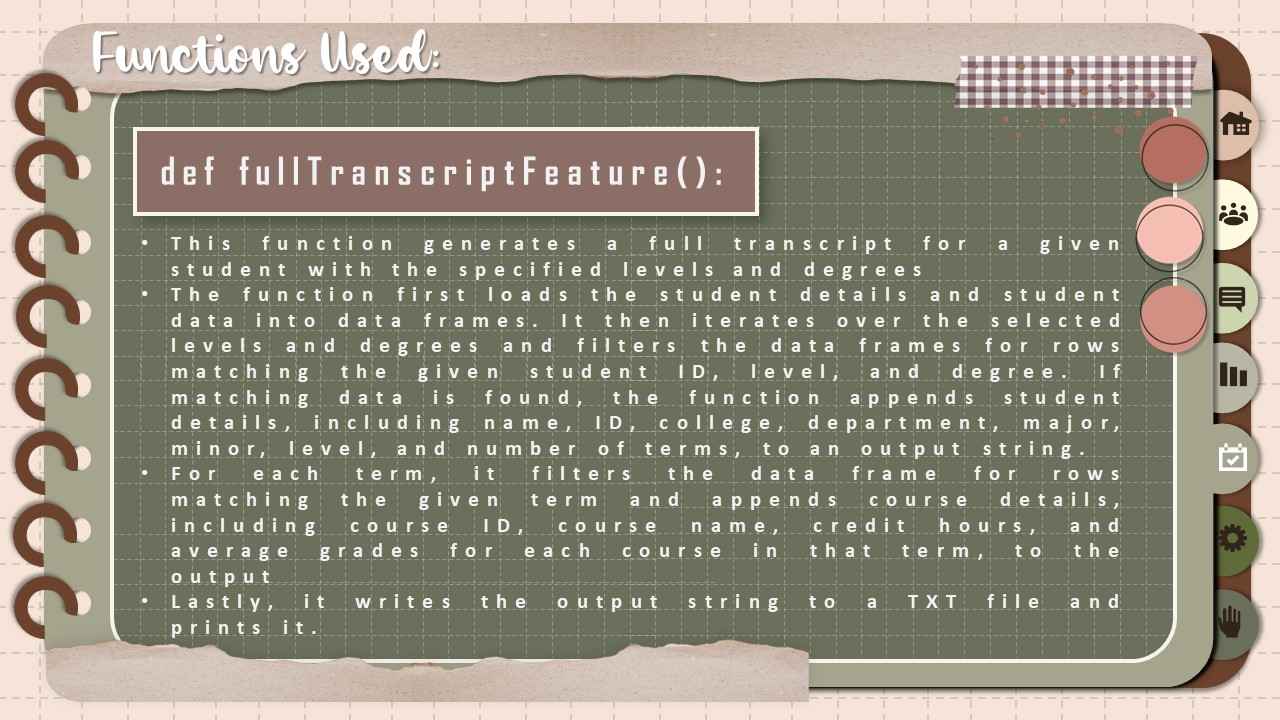 Functions Used:
def fullTranscriptFeature():
• This function generates a full transcript for a given
student with the specified levels and degrees
• The function first loads the student details and student
data into data frames. It then iterates over the selected
levels and degrees and filters the data frames for rows
matching the given student ID, level, and degree. If
matching data is found, the function appends student
details, including name, ID, college, department, major,
minor, level, and number of terms, to an output string.
• For each term, it filters the data frame for rows
matching the given term and appends course details,
including course ID, course name, credit hours, and
average grades for each course in that term, to the
output
• Lastly, it writes the output string to a TXT file and
prints it.